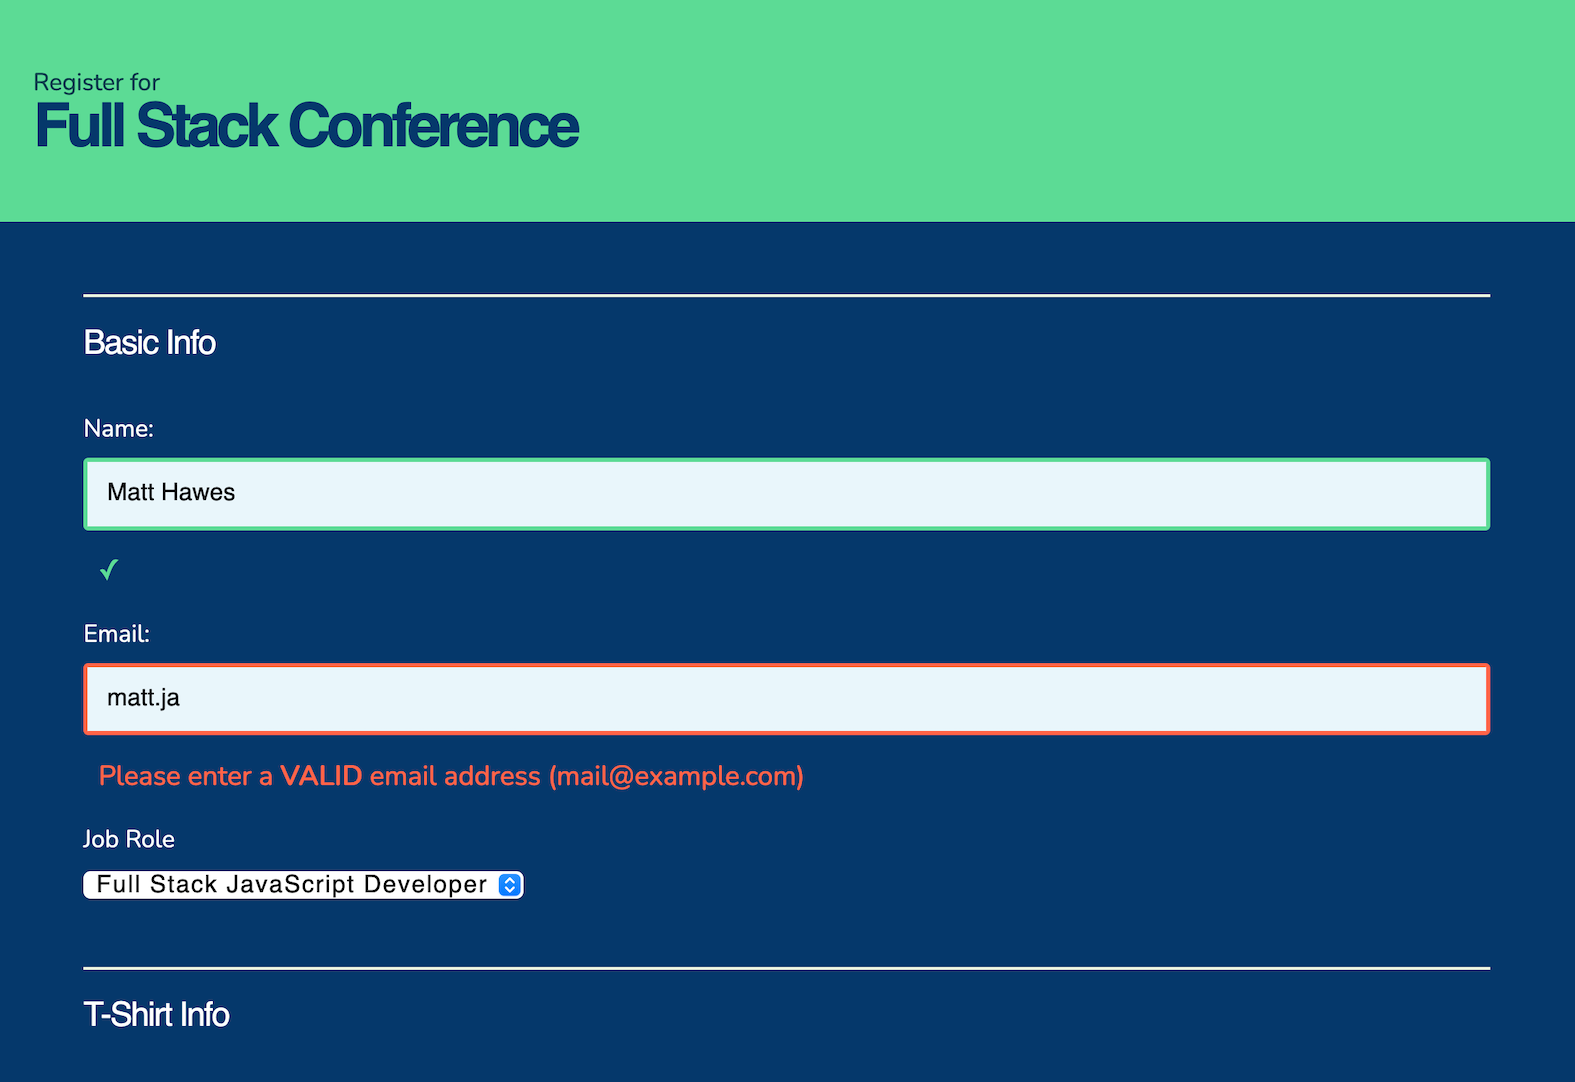 Register for
Full Stack Conference
Basic Info
Name:
Matt Hawes
✓
Email:
matt.ja
Please enter a VALID email address (mail@example.com)
Job Role
Full Stack JavaScript Developer
T-Shirt Info